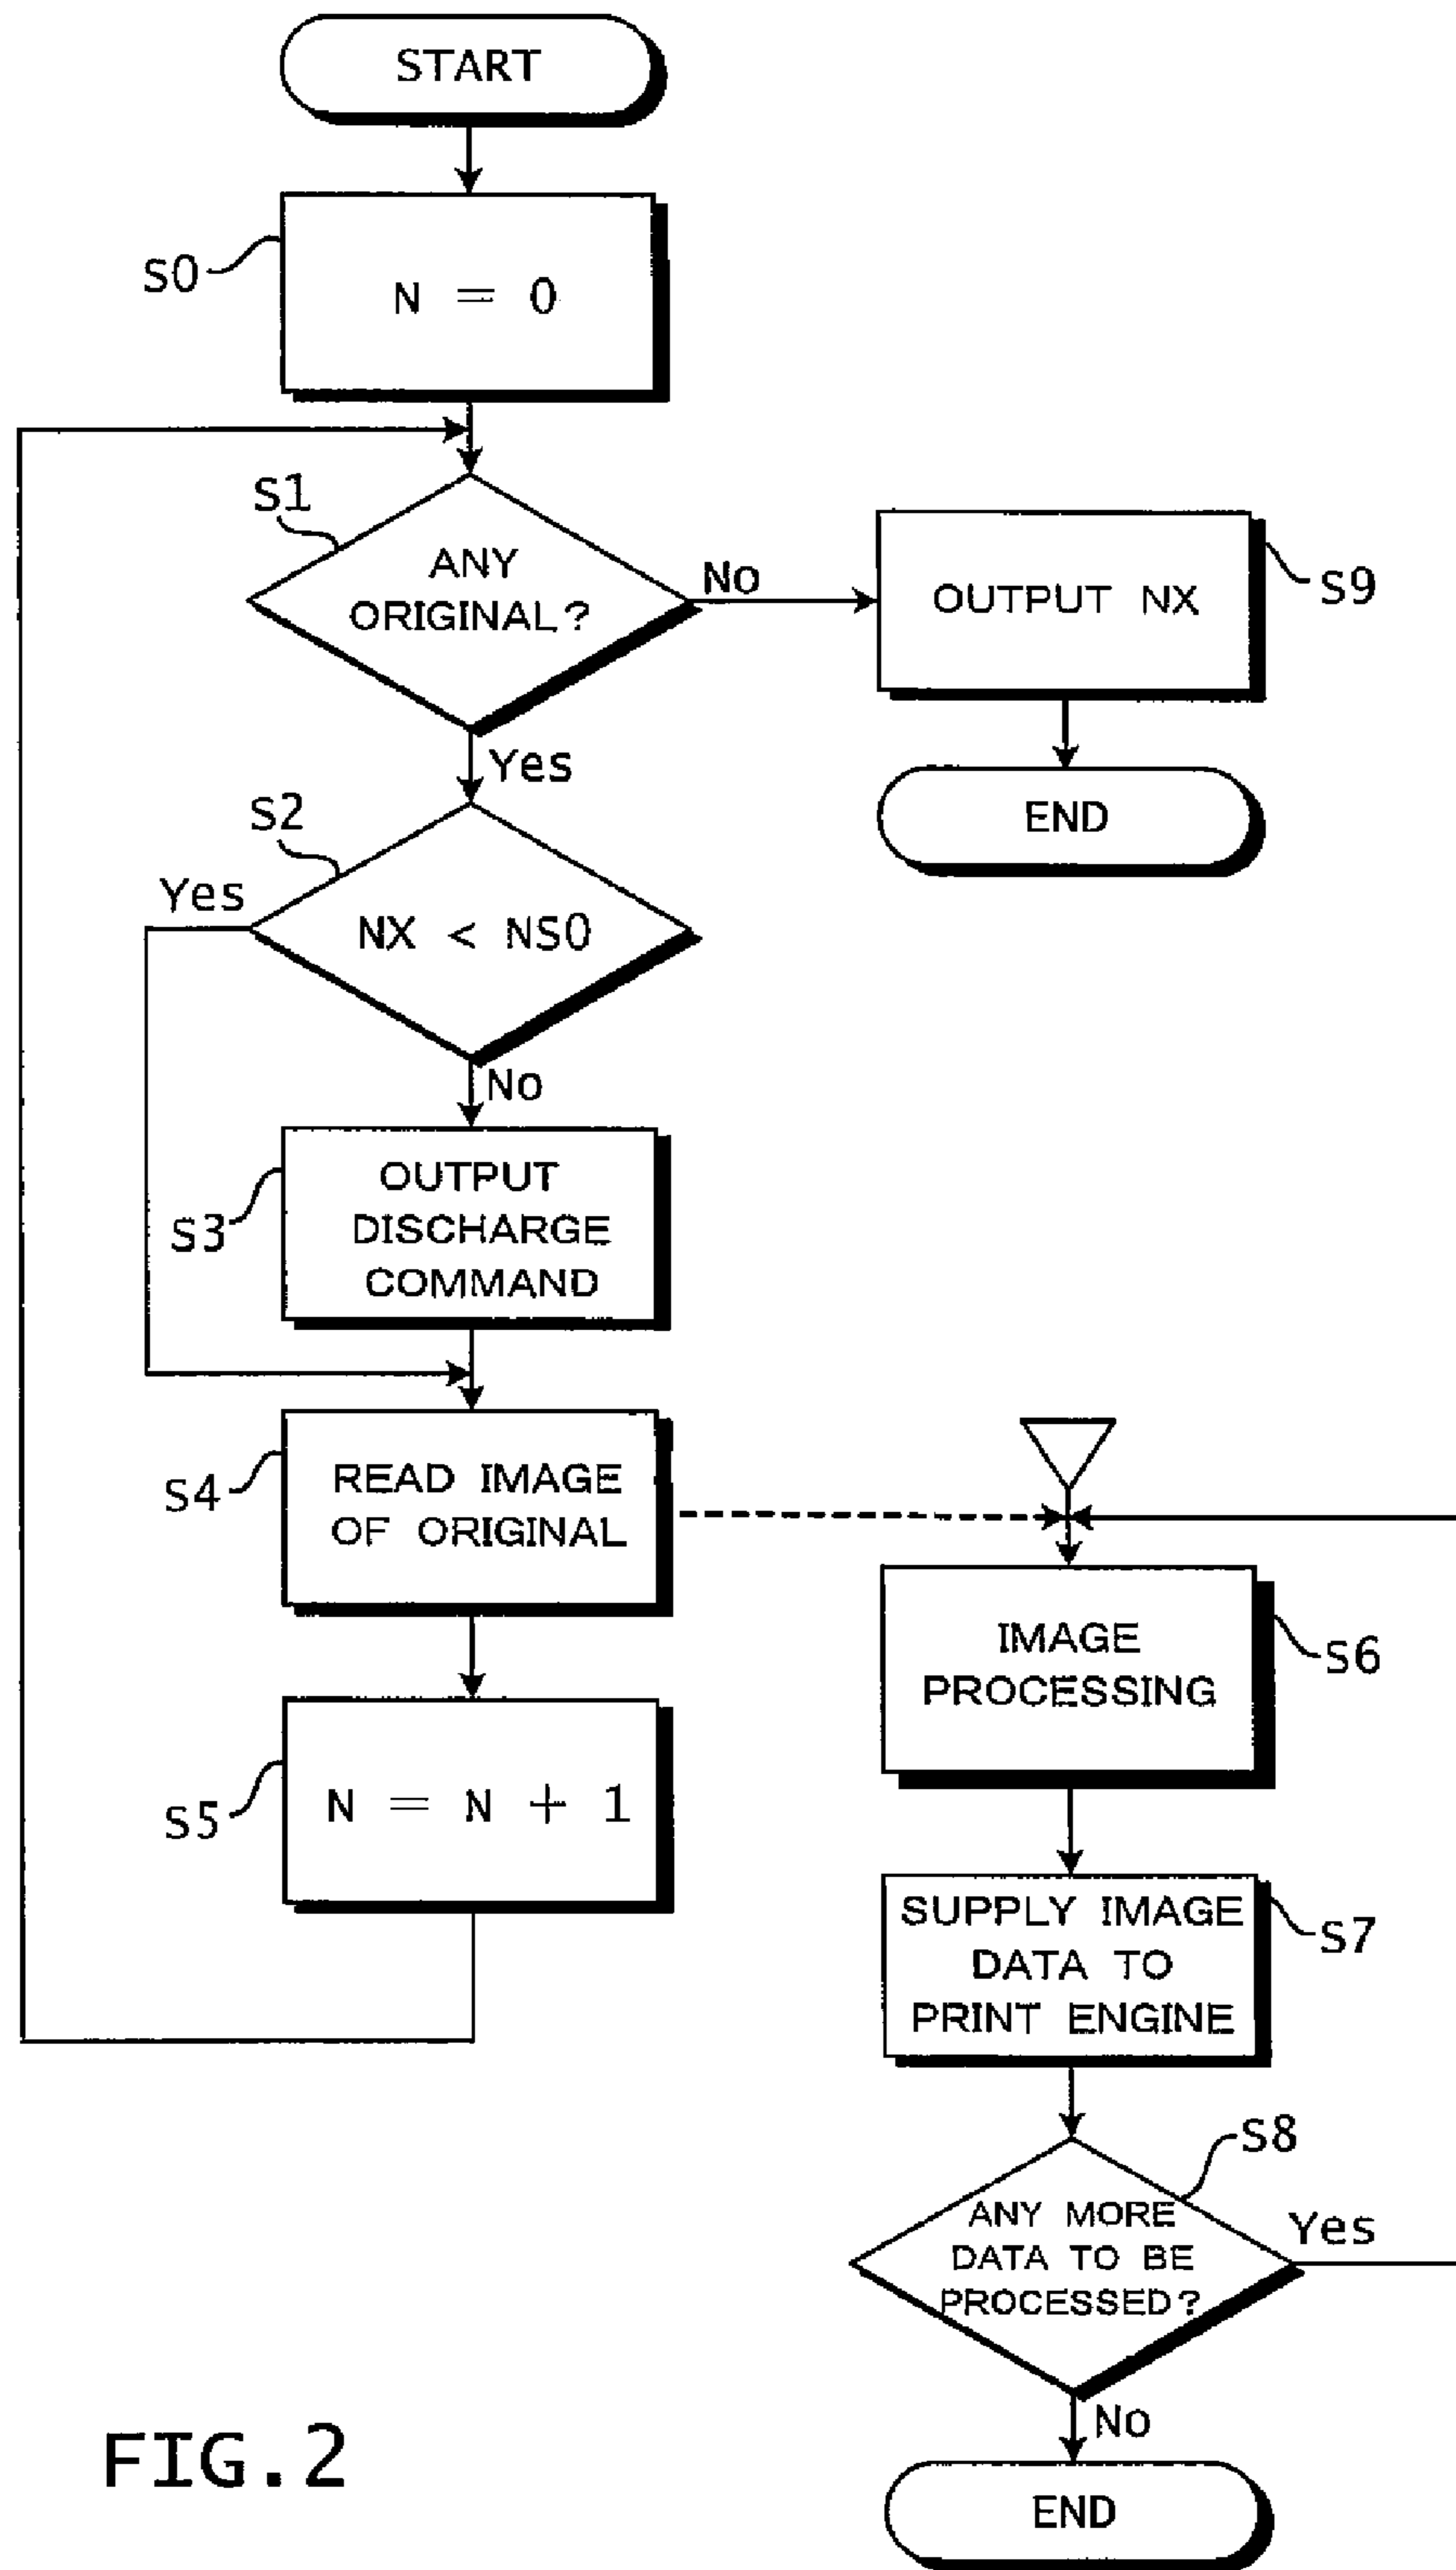 START
S0
N = 0
S1
ANY
ORIGINAL?
No
OUTPUT NX
S9
END
Yes
S2
Yes
NX < NS0
No
S3
OUTPUT
DISCHARGE
COMMAND
S4
READ IMAGE
OF ORIGINAL
S5
N = N + 1
IMAGE
PROCESSING
S6
SUPPLY IMAGE
DATA TO
PRINT ENGINE
S7
S8
ANY MORE
DATA TO BE
PROCESSED?
Yes
No
END
FIG.2